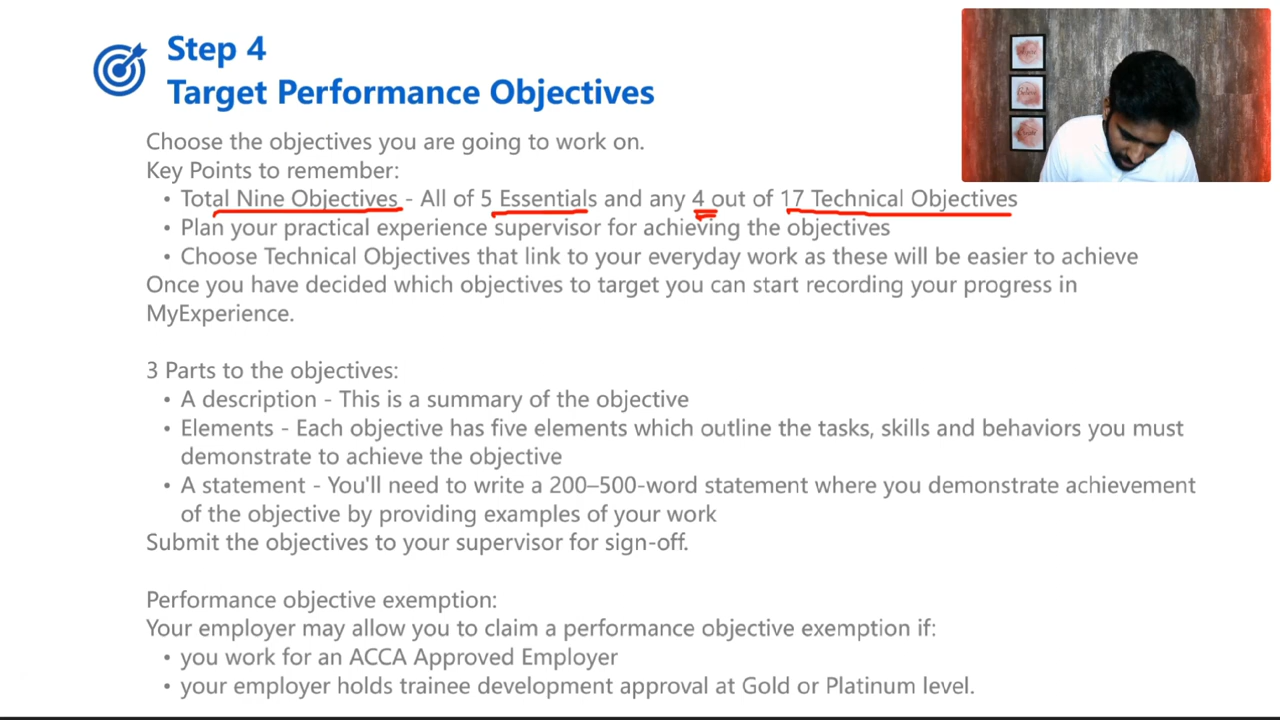 Step 4
Target Performance Objectives
Choose the objectives you are going to work on.
Key Points to remember:
• Total Nine Objectives - All of 5 Essentials and any 4 out of 17 Technical Objectives
• Plan your practical experience supervisor for achieving the objectives
• Choose Technical Objectives that link to your everyday work as these will be easier to achieve
Once you have decided which objectives to target you can start recording your progress in
MyExperience.
3 Parts to the objectives:
• A description - This is a summary of the objective
• Elements - Each objective has five elements which outline the tasks, skills and behaviors you must
demonstrate to achieve the objective
• A statement - You'll need to write a 200–500-word statement where you demonstrate achievement
of the objective by providing examples of your work
Submit the objectives to your supervisor for sign-off.
Performance objective exemption:
Your employer may allow you to claim a performance objective exemption if:
• you work for an ACCA Approved Employer
• your employer holds trainee development approval at Gold or Platinum level.